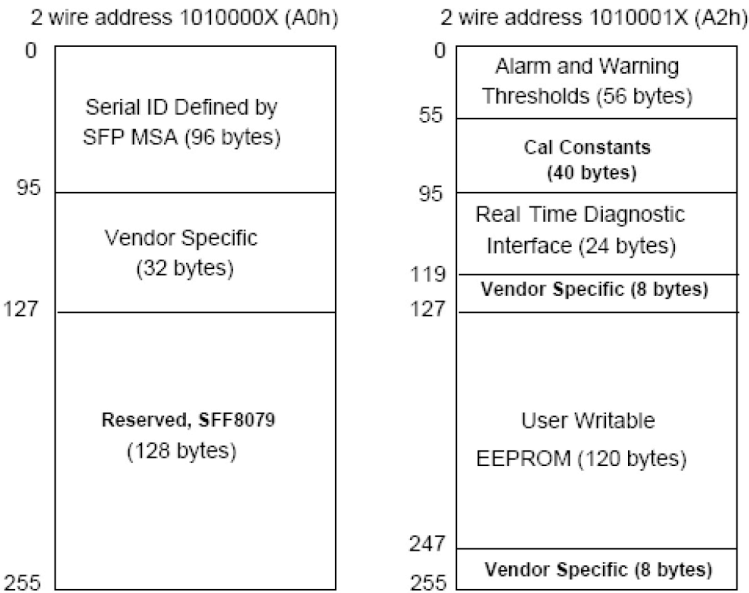 2 wire address 1010000X (A0h)
0
Serial ID Defined by
SFP MSA (96 bytes)
95
Vendor Specific
(32 bytes)
127
Reserved, SFF8079
(128 bytes)
255
2 wire address 1010001X (A2h)
0
Alarm and Warning
Thresholds (56 bytes)
55
Cal Constants
(40 bytes)
95
Real Time Diagnostic
Interface (24 bytes)
119
Vendor Specific (8 bytes)
127
User Writable
EEPROM (120 bytes)
247
Vendor Specific (8 bytes)
255